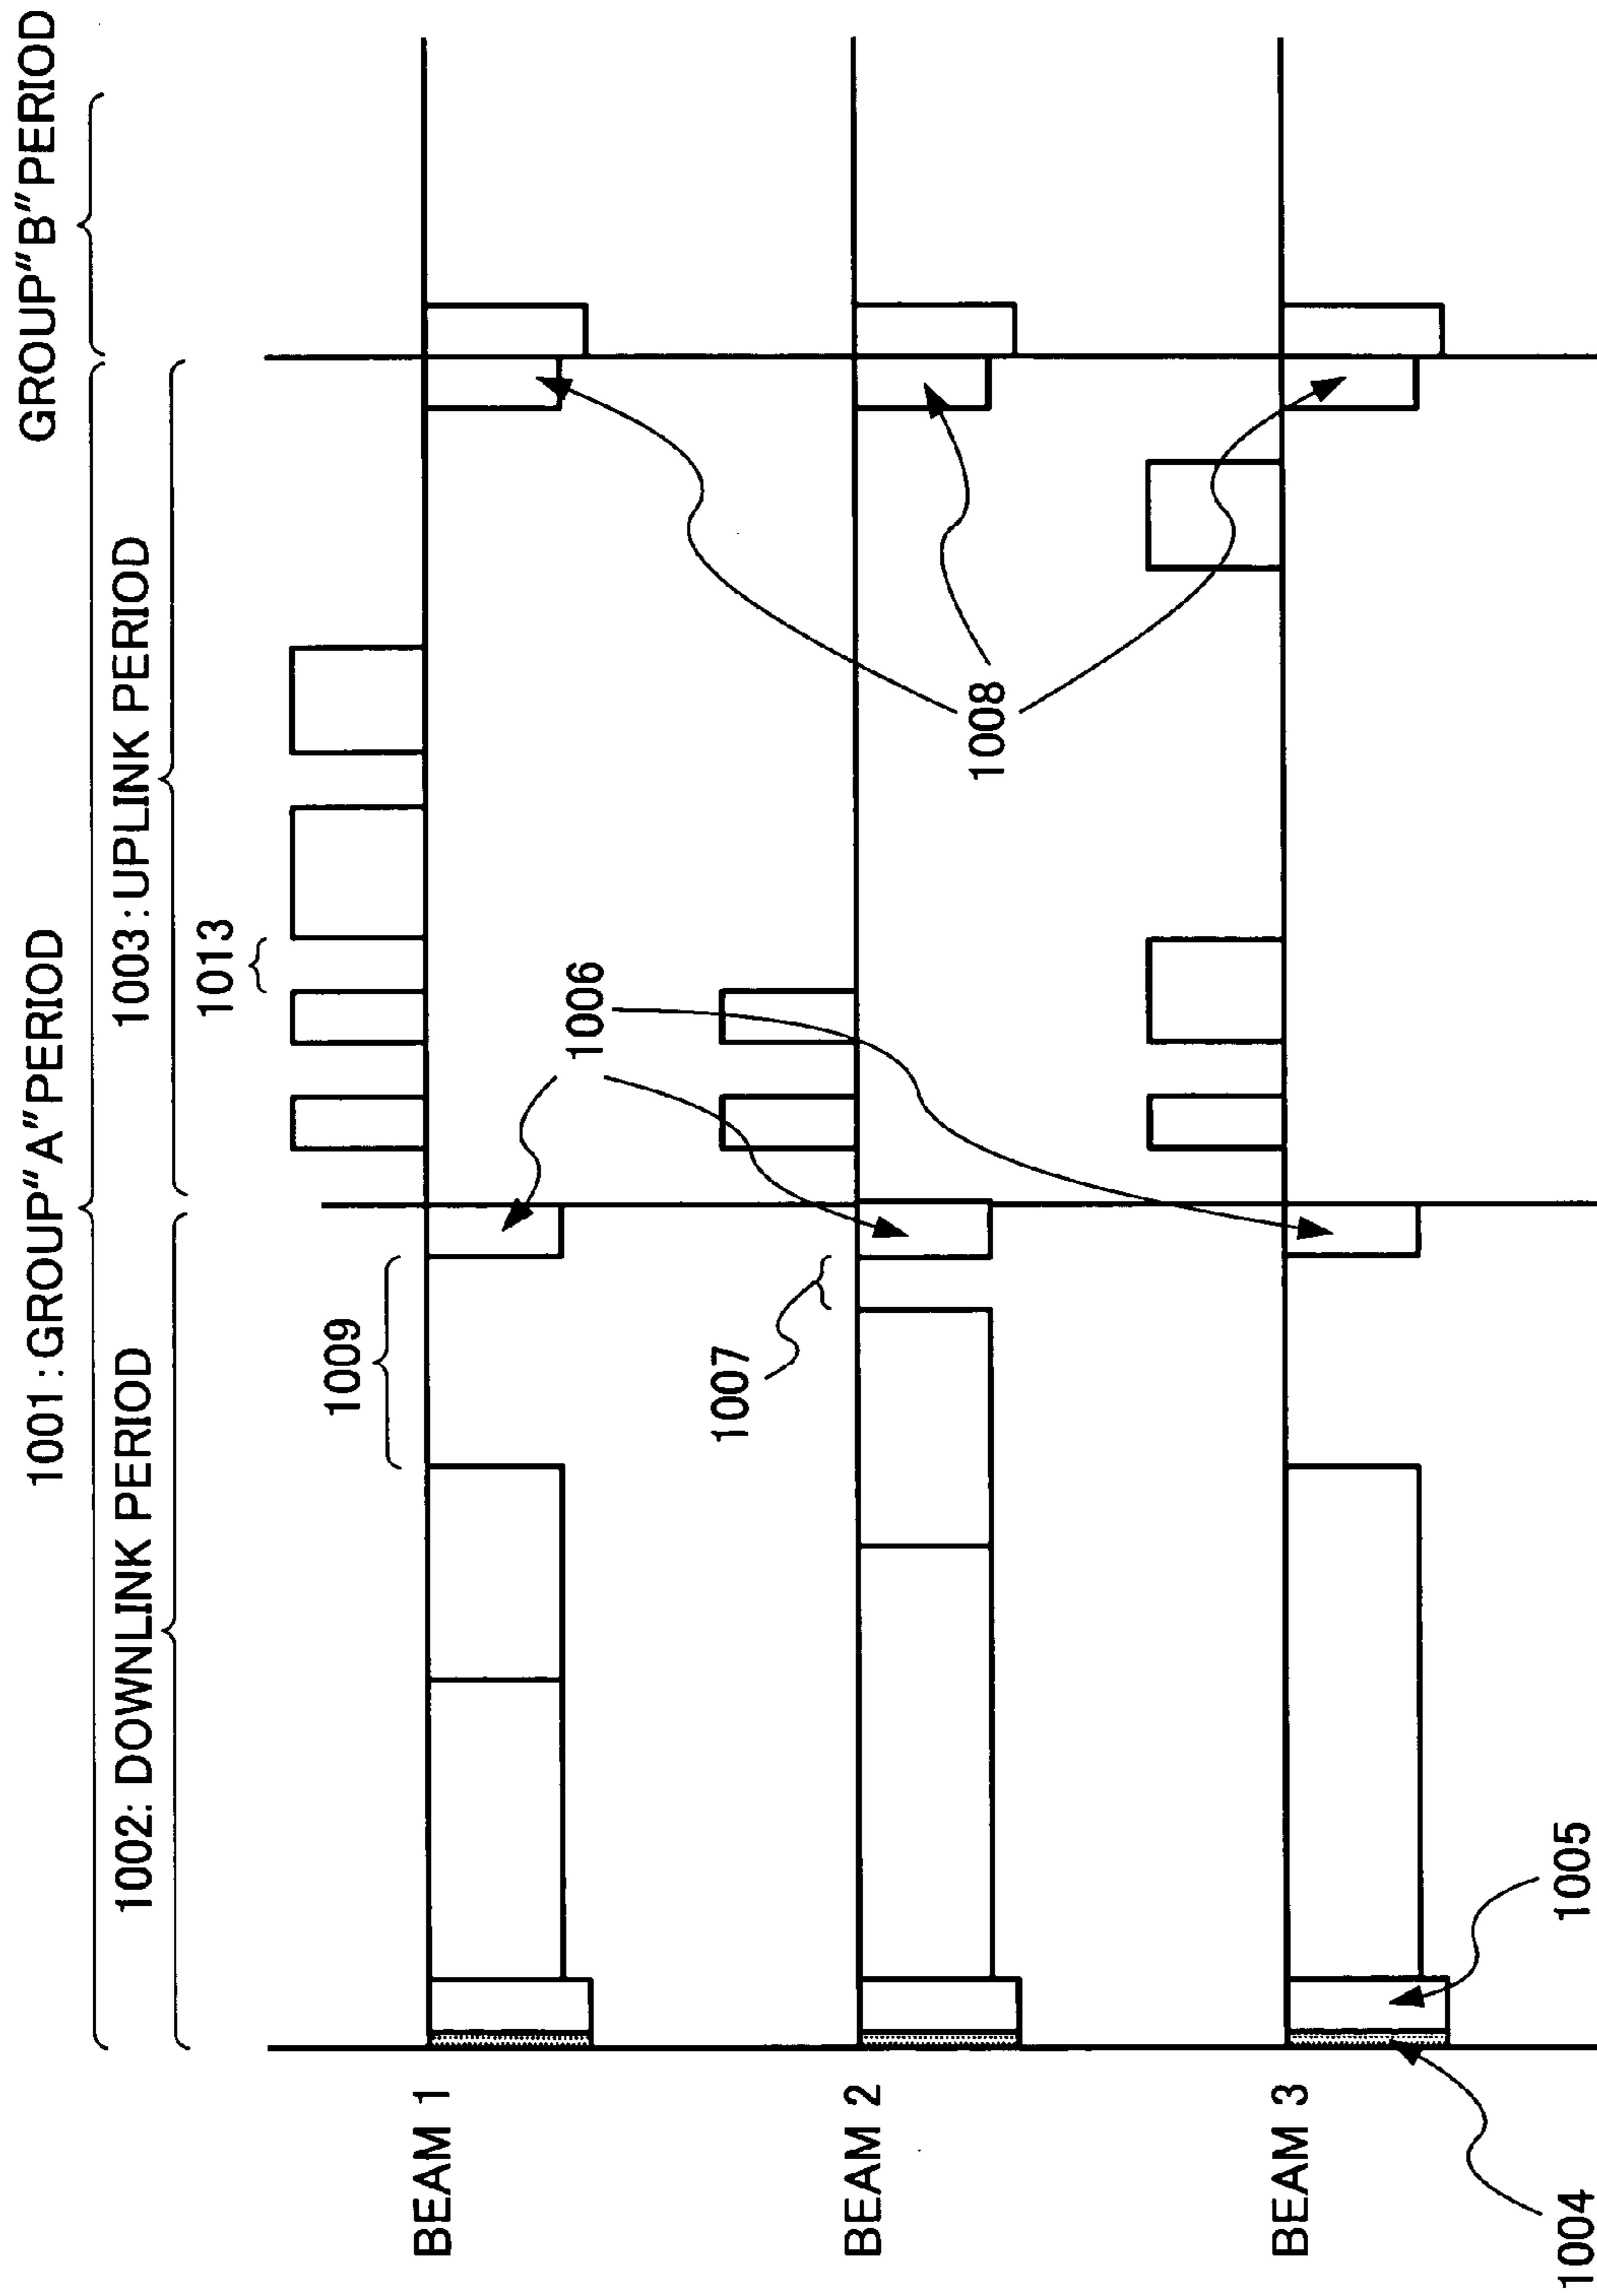 1001 : GROUP"A"PERIOD
GROUP"B"PERIOD
1002: DOWNLINK PERIOD
1003 : UPLINK PERIOD
1013
1009
BEAM 1
1006
1007
BEAM 2
1008
BEAM 3
1004
1005